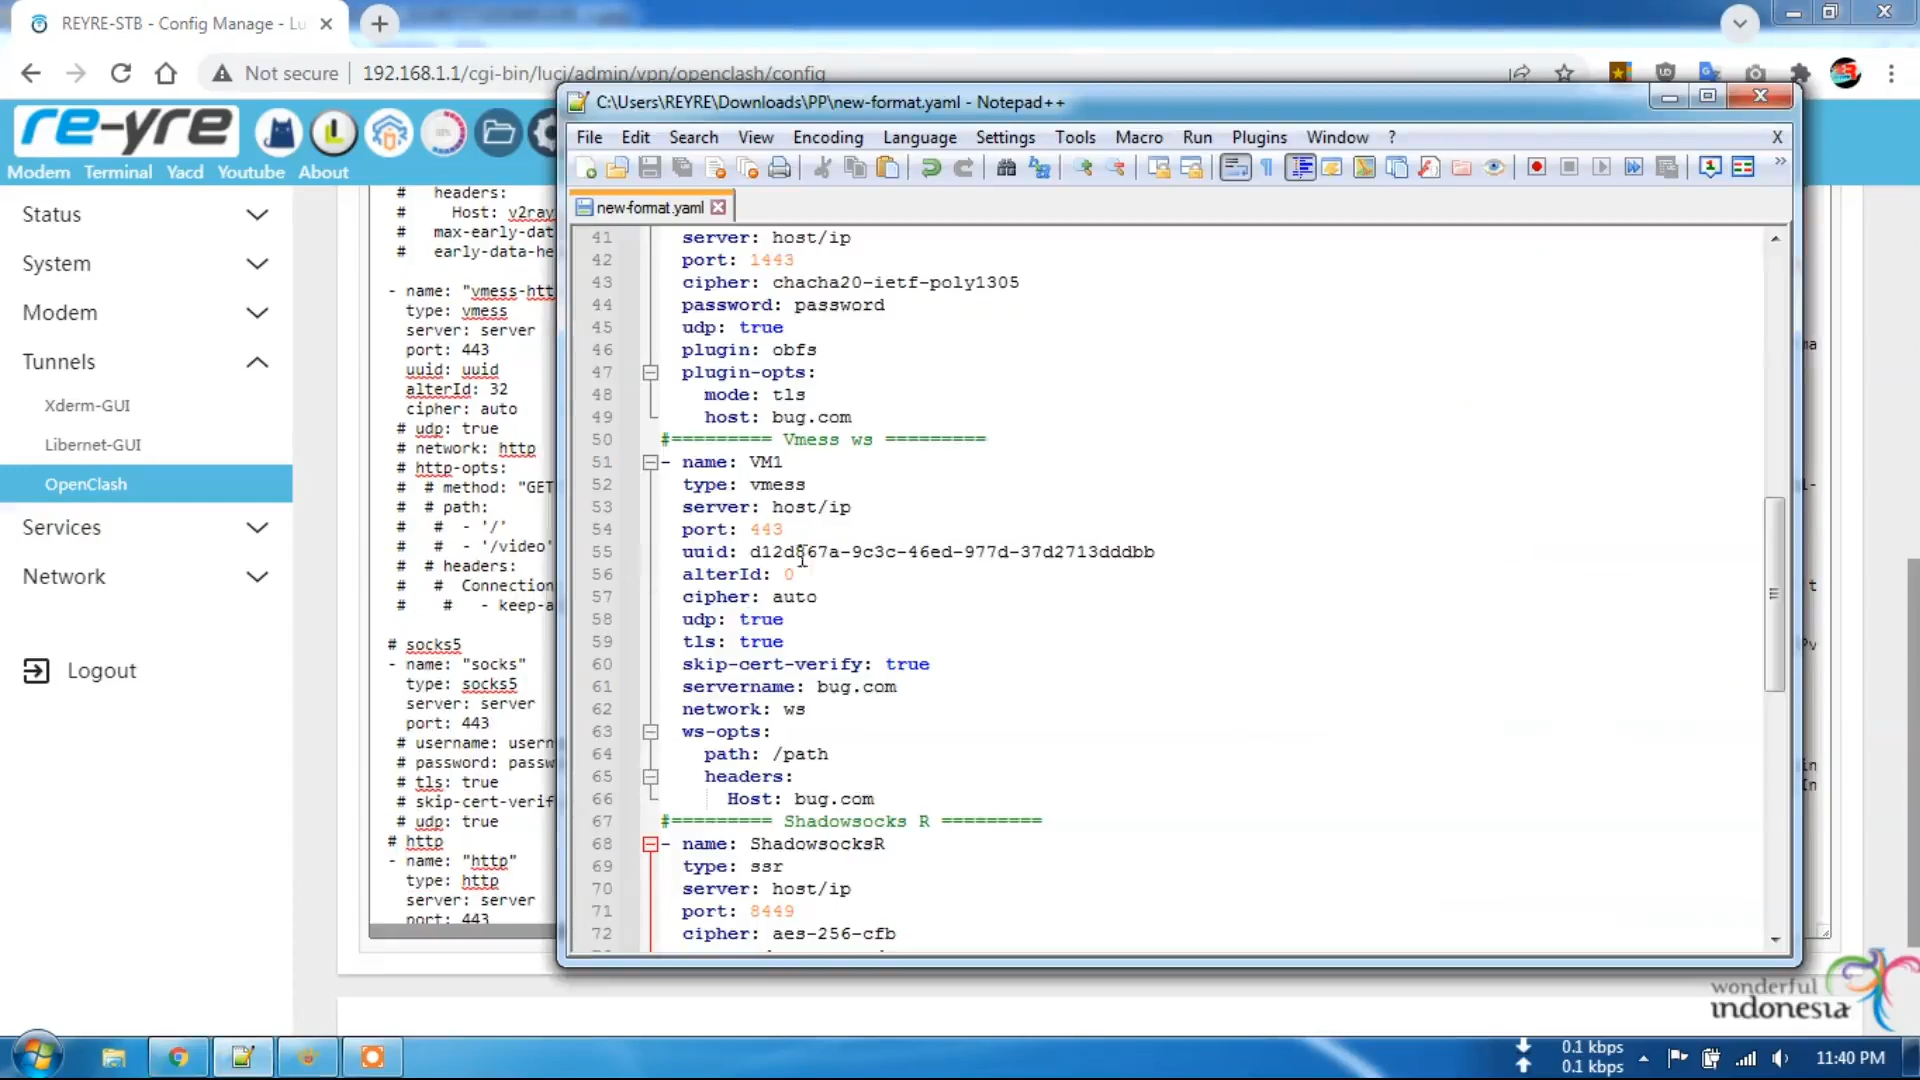 REYRE-STB - Config Manage - Lu
Not secure
192.168.1.1/cgi-bin/luci/admin/vpn/openclash/config
re-yre
Modem Terminal Yacd Youtube About
Status
System
Modem
Tunnels
Xderm-GUI
Libernet-GUI
OpenClash
Services
Network
Logout
# headers:
# Host: v2ray
# max-early-dat
# early-data-he
- name: "vmess-htt
type: vmess
server: server
port: 443
uuid: uuid
alterId: 32
cipher: auto
# udp: true
# network: http
# http-opts:
# # method: "GET
# # path:
# # - '/'
# # - '/video'
# # headers:
# # Connection
# # - keep-a
# socks5
- name: "socks"
type: socks5
server: server
port: 443
# username: usern
# password: passw
# tls: true
# skip-cert-verif
# udp: true
# http
- name: "http"
type: http
server: server
port: 443
C:\Users\REYRE\Downloads\PP\new-format.yaml - Notepad++
File Edit Search View Encoding Language Settings Tools Macro Run Plugins Window ? X
new-format.yaml
41 server: host/ip
42 port: 1443
43 cipher: chacha20-ietf-poly1305
44 password: password
45 udp: true
46 plugin: obfs
47 plugin-opts:
48 mode: tls
49 host: bug.com
50 #========= Vmess ws =========
51 - name: VM1
52 type: vmess
53 server: host/ip
54 port: 443
55 uuid: d12d867a-9c3c-46ed-977d-37d2713dddbb
56 alterId: 0
57 cipher: auto
58 udp: true
59 tls: true
60 skip-cert-verify: true
61 servername: bug.com
62 network: ws
63 ws-opts:
64 path: /path
65 headers:
66 Host: bug.com
67 #========= Shadowsocks R =========
68 - name: ShadowsocksR
69 type: ssr
70 server: host/ip
71 port: 8449
72 cipher: aes-256-cfb
wonderful
indonesia
0.1 kbps
0.1 kbps
11:40 PM